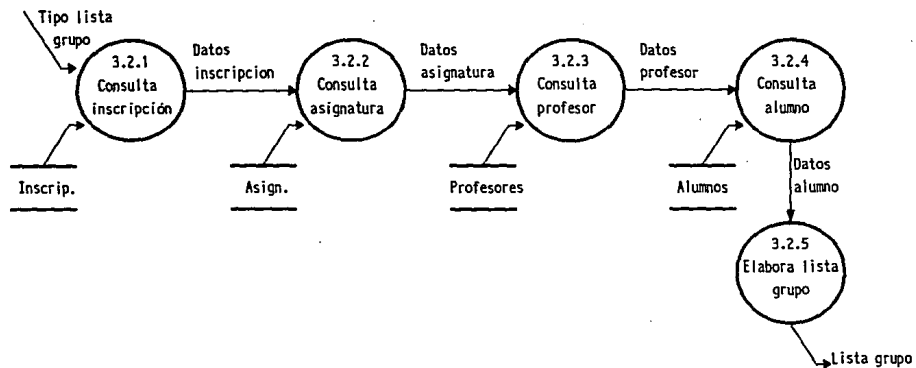 Tipo lista
grupo
3.2.1
Consulta
inscripción
Datos
inscripcion
3.2.2
Consulta
asignatura
Datos
asignatura
3.2.3
Consulta
profesor
Datos
profesor
3.2.4
Consulta
alumno
Inscrip.
Asign.
Profesores
Alumnos
Datos
alumno
3.2.5
Elabora lista
grupo
Lista grupo